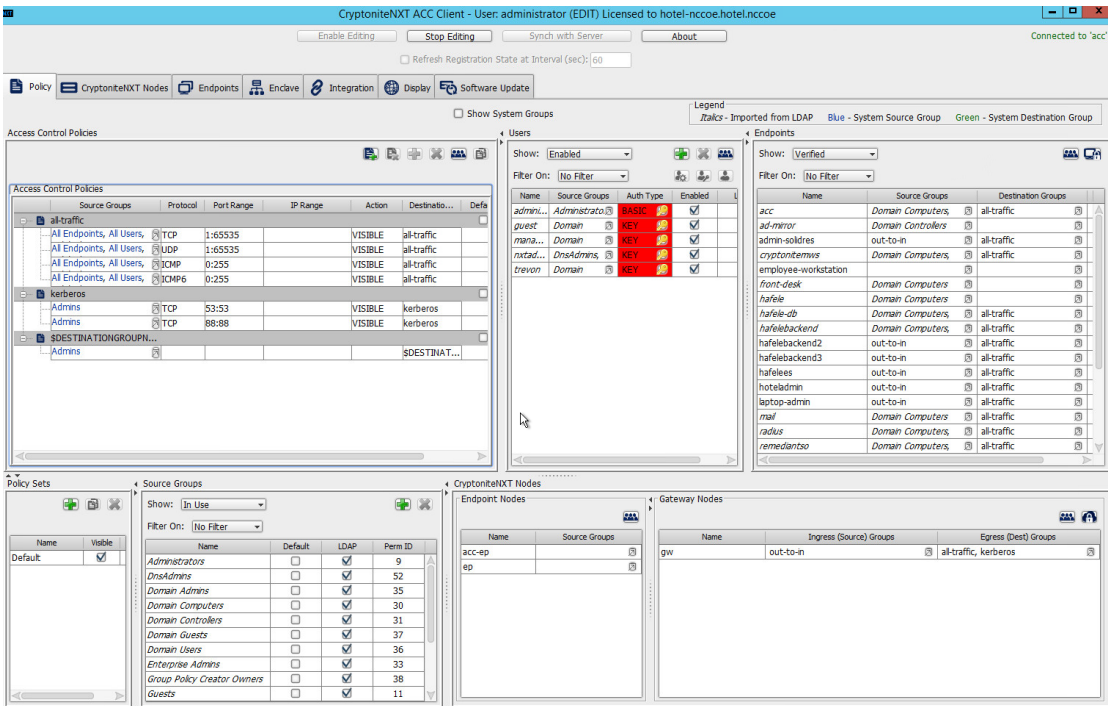 CryptoniteNXT ACC Client - User: administrator (EDIT) Licensed to hotel-nccoe.hotel.nccoe
Enable Editing Stop Editing Synch with Server About Connected to 'acc'
Refresh Registration State at Interval (sec): 60
Policy CryptoniteNXT Nodes Endpoints Enclave Integration Display Software Update
Show System Groups
Legend
Italics - Imported from LDAP Blue - System Source Group Green - System Destination Group
Access Control Policies
Access Control Policies
Source Groups Protocol Port Range IP Range Action Destinatio... Defa
all-traffic
All Endpoints, All Users, TCP 1:65535 VISIBLE all-traffic
All Endpoints, All Users, UDP 1:65535 VISIBLE all-traffic
All Endpoints, All Users, ICMP 0:255 VISIBLE all-traffic
All Endpoints, All Users, ICMP6 0:255 VISIBLE all-traffic
kerberos
Admins TCP 53:53 VISIBLE kerberos
Admins TCP 88:88 VISIBLE kerberos
$DESTINATIONGROUPN...
Admins $DESTINAT...
Users
Show: Enabled
Filter On: No Filter
Name Source Groups Auth Type Enabled L
admini... Administrato BASIC
guest Domain KEY
mana... Domain KEY
nxtad... DnsAdmins, KEY
trevon Domain KEY
Endpoints
Show: Verified
Filter On: No Filter
Name Source Groups Destination Groups
acc Domain Computers, all-traffic
ad-mirror Domain Controllers
admin-soldres out-to-in all-traffic
cryptonitemws Domain Computers, all-traffic
employee-workstation
front-desk Domain Computers
hafele Domain Computers
hafele-db Domain Computers, all-traffic
hafelebackend Domain Computers, all-traffic
hafelebackend2 out-to-in all-traffic
hafelebackend3 out-to-in all-traffic
hafelees out-to-in all-traffic
hoteladmin out-to-in all-traffic
laptop-admin out-to-in all-traffic
mail Domain Computers all-traffic
radius Domain Computers, all-traffic
remediantso Domain Computers, all-traffic
Policy Sets
Name Visible
Default
Source Groups
Show: In Use
Filter On: No Filter
Name Default LDAP Perm ID
Administrators 9
DnsAdmins 52
Domain Admins 35
Domain Computers 30
Domain Controllers 31
Domain Guests 37
Domain Users 36
Enterprise Admins 33
Group Policy Creator Owners 38
Guests 11
CryptoniteNXT Nodes
Endpoint Nodes
Name Source Groups
acc-ep
ep
Gateway Nodes
Name Ingress (Source) Groups Egress (Dest) Groups
gw out-to-in all-traffic, kerberos